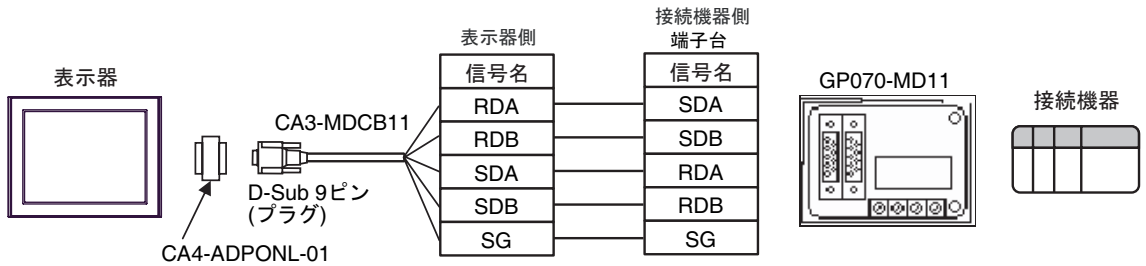 表示器
CA4-ADPONL-01
CA3-MDCB11
D-Sub 9ピン
(プラグ)
表示器側
信号名
RDA
RDB
SDA
SDB
SG
接続機器側
端子台
信号名
SDA
SDB
RDA
RDB
SG
GP070-MD11
接続機器